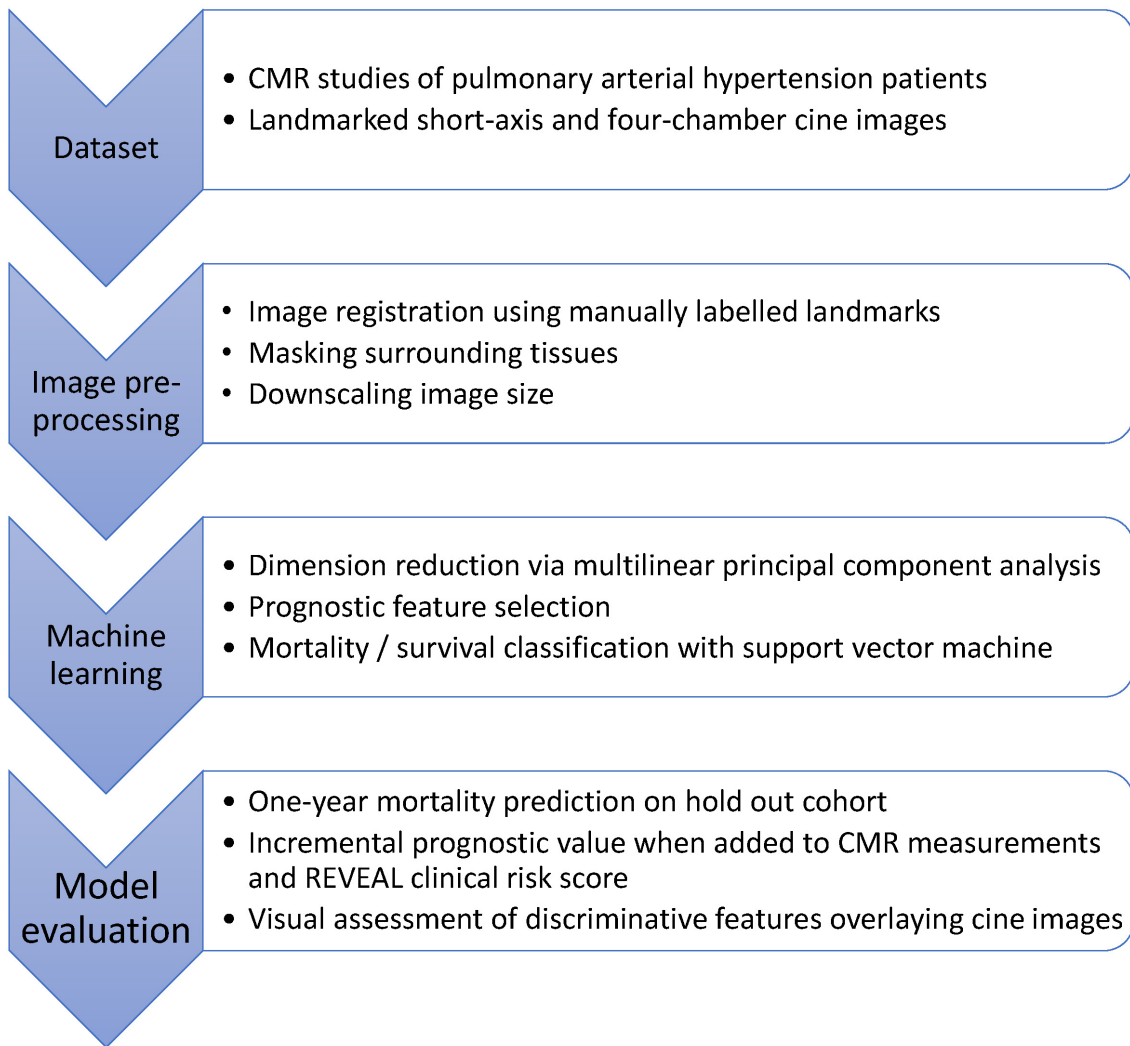 Dataset
• CMR studies of pulmonary arterial hypertension patients
• Landmarked short-axis and four-chamber cine images
Image pre-
processing
• Image registration using manually labelled landmarks
• Masking surrounding tissues
• Downscaling image size
Machine
learning
• Dimension reduction via multilinear principal component analysis
• Prognostic feature selection
• Mortality / survival classification with support vector machine
Model
evaluation
• One-year mortality prediction on hold out cohort
• Incremental prognostic value when added to CMR measurements
and REVEAL clinical risk score
• Visual assessment of discriminative features overlaying cine images